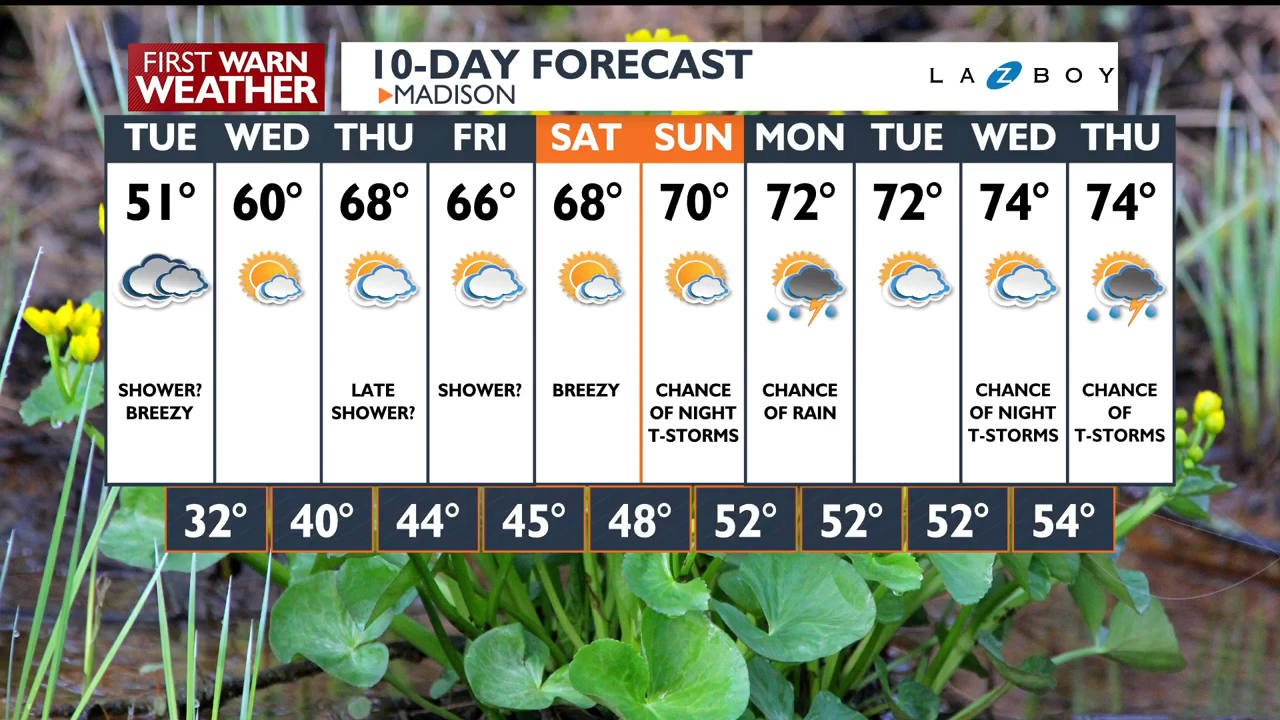 FIRST WARN
WEATHER
10-DAY FORECAST
MADISON
LA Z BOY
TUE WED THU FRI SAT SUN MON TUE WED THU
51° 60° 68° 66° 68° 70° 72° 72° 74° 74°
SHOWER?
BREEZY
LATE
SHOWER?
SHOWER?
BREEZY
CHANCE
OF NIGHT
T-STORMS
CHANCE
OF RAIN
CHANCE
OF NIGHT
T-STORMS
CHANCE
OF
T-STORMS
32° 40° 44° 45° 48° 52° 52° 52° 54°